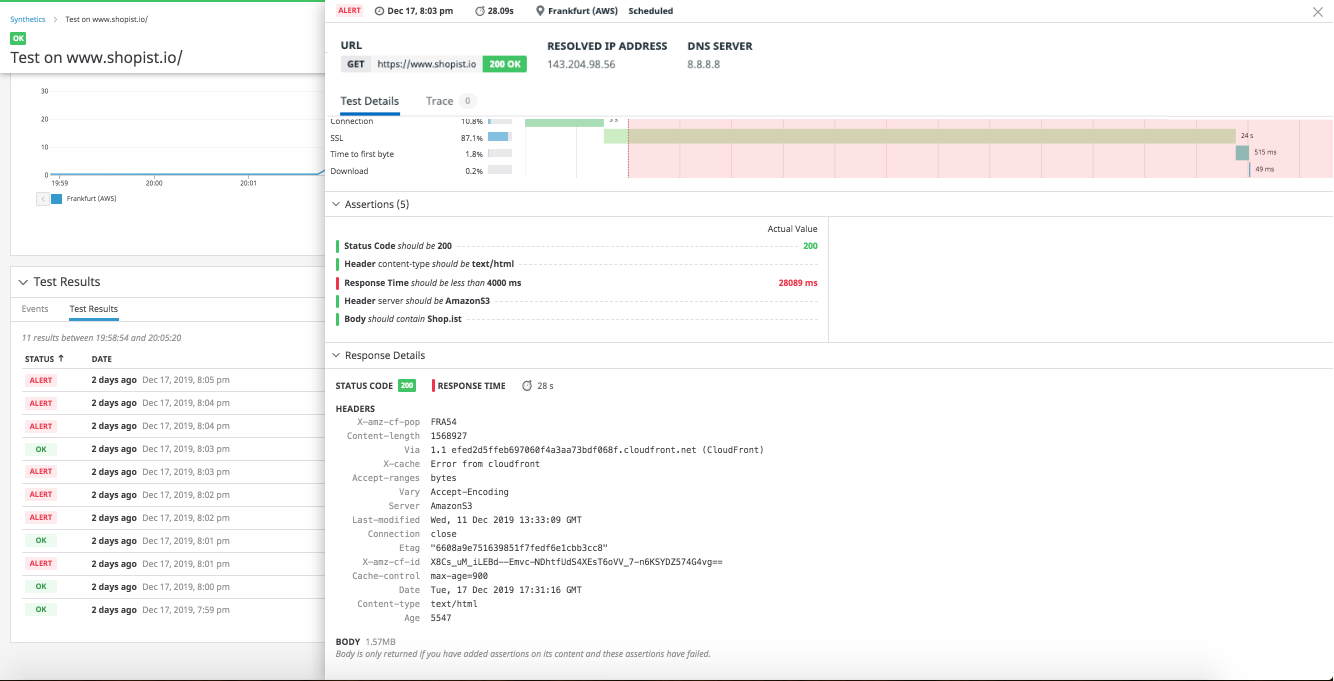 Synthetics > Test on www.shopist.io/
OK
Test on www.shopist.io/
30
20
10
0
19:59 20:00 20:01
Frankfurt (AWS)
Test Results
Events Test Results
11 results between 19:58:54 and 20:05:20
STATUS ↑ DATE
ALERT 2 days ago Dec 17, 2019, 8:05 pm
ALERT 2 days ago Dec 17, 2019, 8:04 pm
ALERT 2 days ago Dec 17, 2019, 8:04 pm
OK 2 days ago Dec 17, 2019, 8:03 pm
ALERT 2 days ago Dec 17, 2019, 8:03 pm
ALERT 2 days ago Dec 17, 2019, 8:02 pm
ALERT 2 days ago Dec 17, 2019, 8:02 pm
OK 2 days ago Dec 17, 2019, 8:01 pm
ALERT 2 days ago Dec 17, 2019, 8:01 pm
OK 2 days ago Dec 17, 2019, 8:00 pm
OK 2 days ago Dec 17, 2019, 7:59 pm
ALERT Dec 17, 8:03 pm 28.09s Frankfurt (AWS) Scheduled
URL RESOLVED IP ADDRESS DNS SERVER
GET https://www.shopist.io 200 OK 143.204.98.56 8.8.8.8
Test Details Trace 0
Connection 10.8% 3 s
SSL 87.1% 24 s
Time to first byte 1.8% 515 ms
Download 0.2% 49 ms
Assertions (5)
Actual Value
Status Code should be 200 200
Header content-type should be text/html
Response Time should be less than 4000 ms 28089 ms
Header server should be AmazonS3
Body should contain Shop.ist
Response Details
STATUS CODE 200 RESPONSE TIME 28 s
HEADERS
X-amz-cf-pop FRA54
Content-length 1568927
Via 1.1 efed2d5ffeb697060f4a3aa73bdf068f.cloudfront.net (CloudFront)
X-cache Error from cloudfront
Accept-ranges bytes
Vary Accept-Encoding
Server AmazonS3
Last-modified Wed, 11 Dec 2019 13:33:09 GMT
Connection close
Etag "6608a9e751639851f7fedf6e1cbb3cc8"
X-amz-cf-id X8Cs_uM_iLEBd--Emvc-NDhtfUdS4XEsT6oVV_7-n6KSYDZ574G4vg==
Cache-control max-age=900
Date Tue, 17 Dec 2019 17:31:16 GMT
Content-type text/html
Age 5547
BODY 1.57MB
Body is only returned if you have added assertions on its content and these assertions have failed.